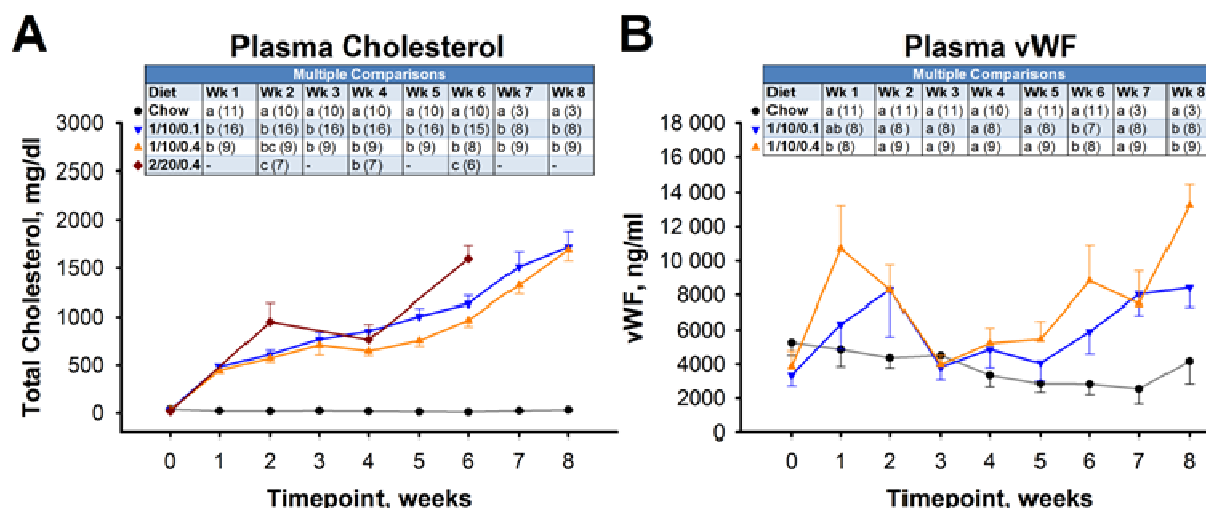 A
Plasma Cholesterol
Multiple Comparisons
Diet Wk 1 Wk 2 Wk 3 Wk 4 Wk 5 Wk 6 Wk 7 Wk 8
Chow a (11) a (10) a (10) a (10) a (10) a (10) a (3) a (3)
1/10/0.1 b (16) b (16) b (16) b (16) b (16) b (15) b (8) b (8)
1/10/0.4 b (9) bc (9) b (9) b (9) b (9) b (8) b (9) b (9)
2/20/0.4 - c (7) - b (7) - c (6) - -
Total Cholesterol, mg/dl
3000
2500
2000
1500
1000
500
0
0 1 2 3 4 5 6 7 8
Timepoint, weeks
B
Plasma vWF
Multiple Comparisons
Diet Wk 1 Wk 2 Wk 3 Wk 4 Wk 5 Wk 6 Wk 7 Wk 8
Chow a (11) a (11) a (11) a (10) a (11) a (11) a (3) a (3)
1/10/0.1 ab (8) a (8) a (8) a (8) a (8) b (7) a (8) b (8)
1/10/0.4 b (8) a (9) a (9) a (9) a (9) b (8) a (9) b (9)
vWF, ng/ml
18 000
16 000
14 000
12 000
10 000
8000
6000
4000
2000
0
0 1 2 3 4 5 6 7 8
Timepoint, weeks